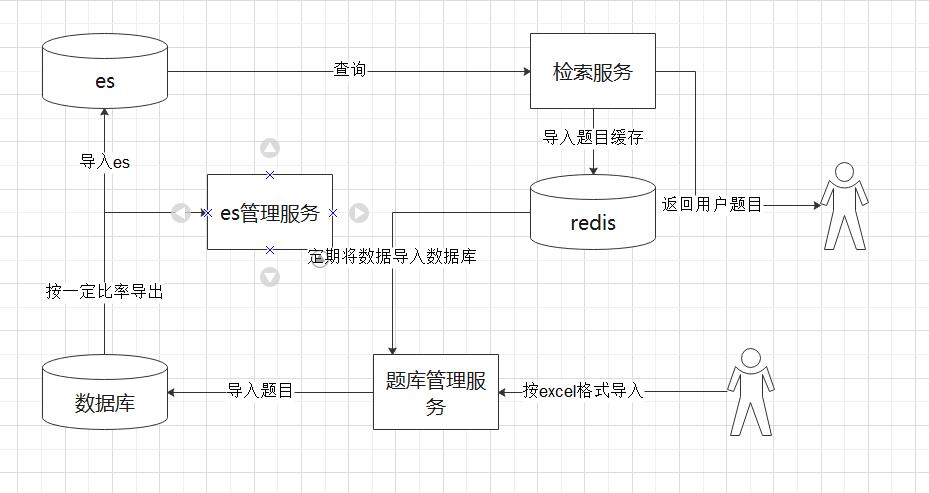 es
查询
检索服务
导入题目缓存
导入es
es管理服务
redis
返回用户题目
定期将数据导入数据库
按一定比率导出
数据库
导入题目
题库管理服
务
按excel格式导入